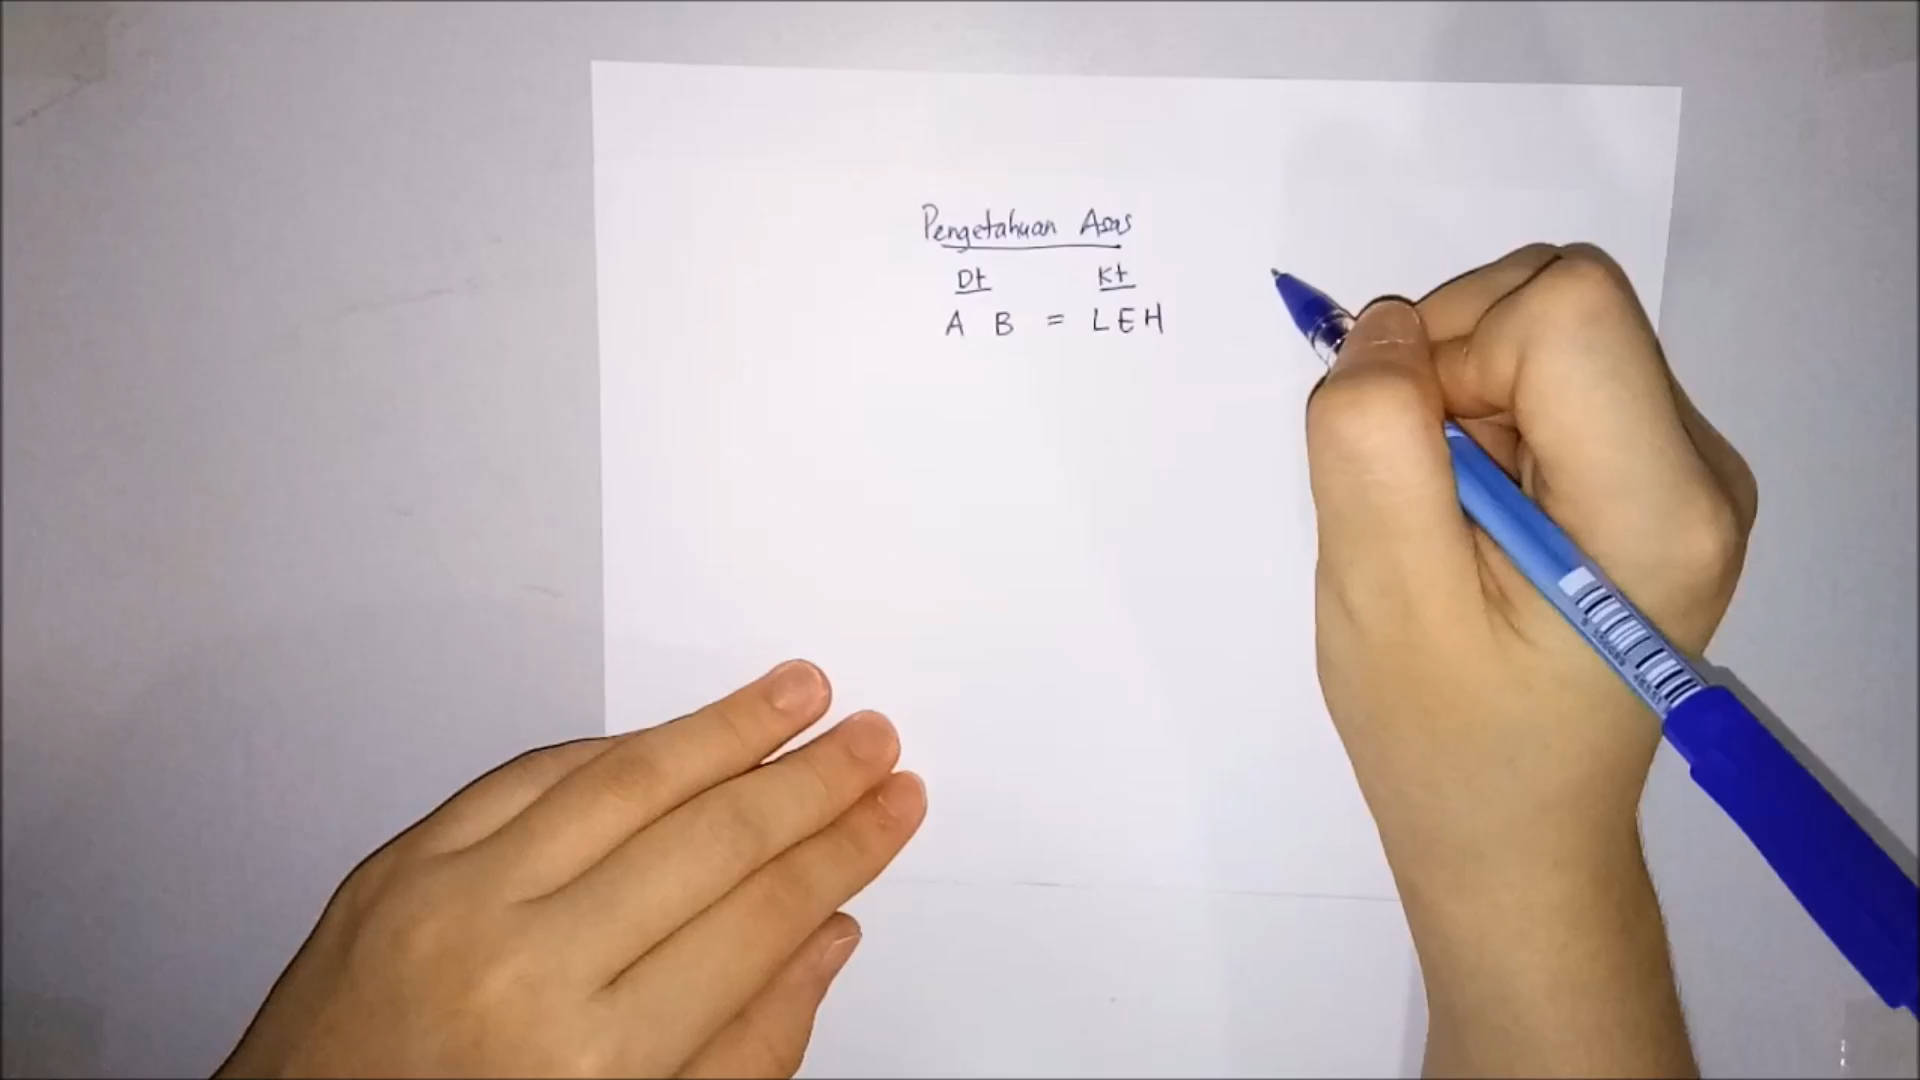 Pengetahuan Asas
Dt Kt
A B = L E H